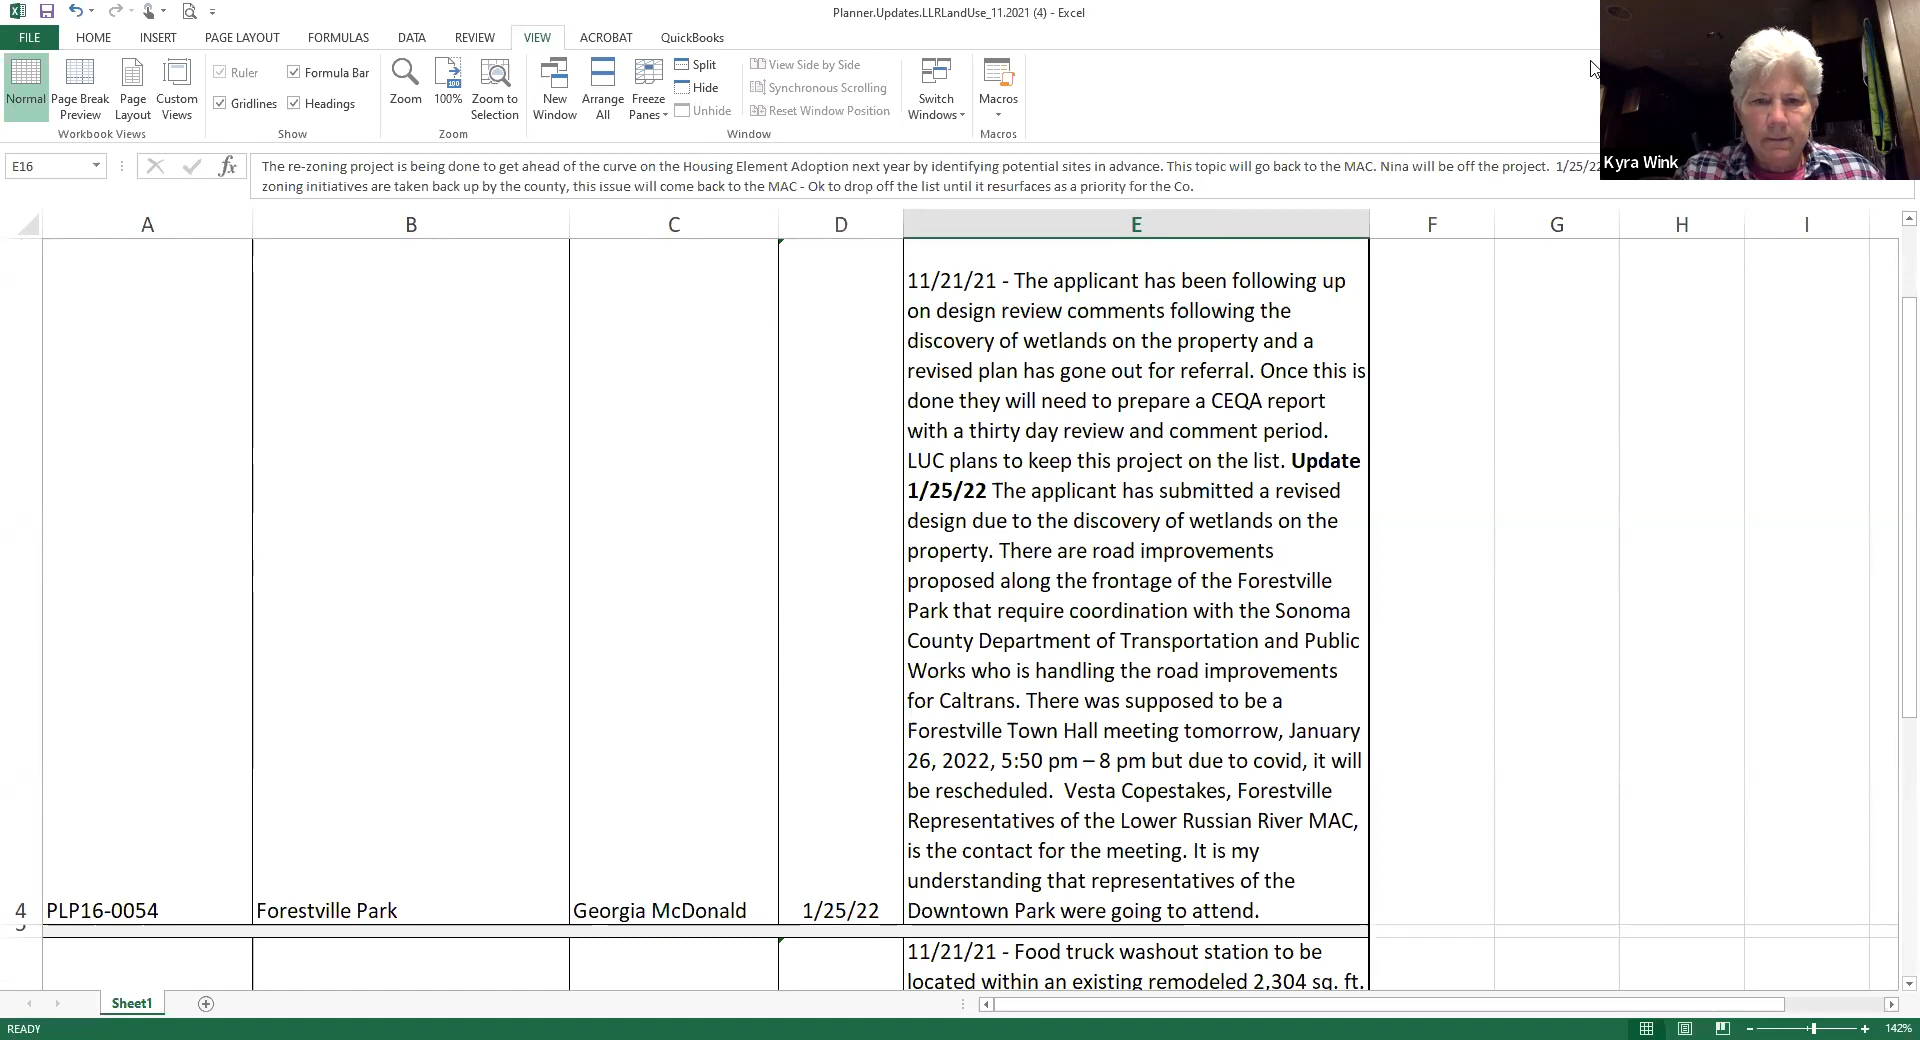 Planner.Updates.LLRLandUse_11.2021 (4) - Excel
FILE HOME INSERT PAGE LAYOUT FORMULAS DATA REVIEW VIEW ACROBAT QuickBooks
Normal
Page Break Preview
Page Layout
Custom Views
Workbook Views
Ruler
Formula Bar
Gridlines
Headings
Show
Zoom
100
100%
Zoom to Selection
Zoom
New Window
Arrange All
Freeze Panes
Split
Hide
Unhide
View Side by Side
Synchronous Scrolling
Reset Window Position
Window
Switch Windows
Macros
Macros
Kyra Wink
E16
fx
The re-zoning project is being done to get ahead of the curve on the Housing Element Adoption next year by identifying potential sites in advance. This topic will go back to the MAC. Nina will be off the project. 1/25/22
zoning initiatives are taken back up by the county, this issue will come back to the MAC - Ok to drop off the list until it resurfaces as a priority for the Co.
A B C D E F G H I
11/21/21 - The applicant has been following up
on design review comments following the
discovery of wetlands on the property and a
revised plan has gone out for referral. Once this is
done they will need to prepare a CEQA report
with a thirty day review and comment period.
LUC plans to keep this project on the list. Update
1/25/22 The applicant has submitted a revised
design due to the discovery of wetlands on the
property. There are road improvements
proposed along the frontage of the Forestville
Park that require coordination with the Sonoma
County Department of Transportation and Public
Works who is handling the road improvements
for Caltrans. There was supposed to be a
Forestville Town Hall meeting tomorrow, January
26, 2022, 5:50 pm – 8 pm but due to covid, it will
be rescheduled.  Vesta Copestakes, Forestville
Representatives of the Lower Russian River MAC,
is the contact for the meeting. It is my
understanding that representatives of the
4 PLP16-0054 Forestville Park Georgia McDonald 1/25/22 Downtown Park were going to attend.
11/21/21 - Food truck washout station to be
located within an existing remodeled 2,304 sq. ft.
Sheet1
READY
142%